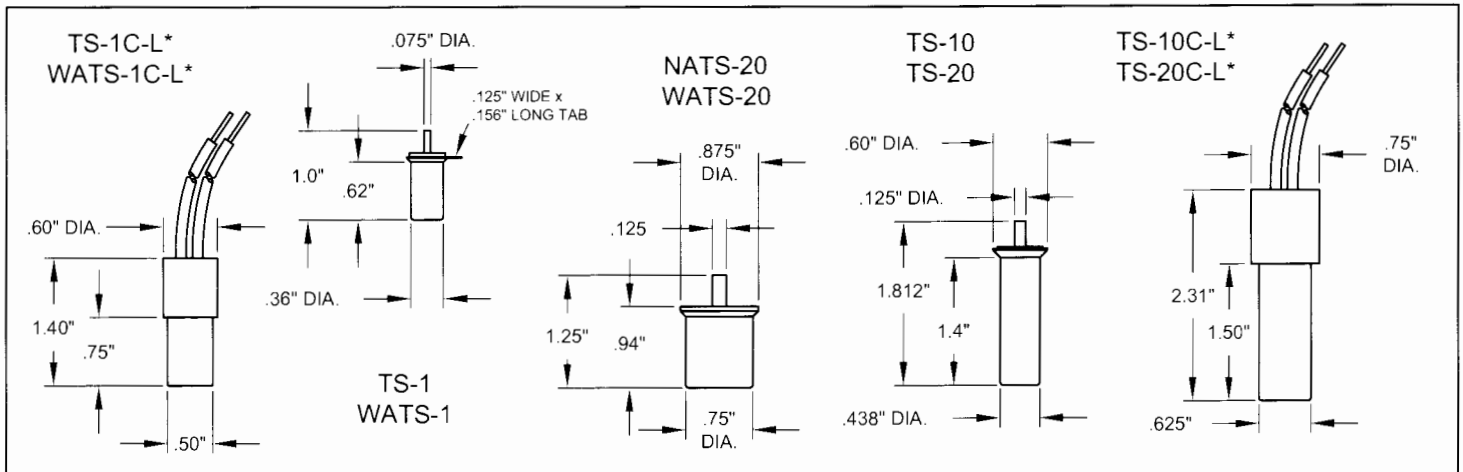 TS-1C-L*
WATS-1C-L*
.60" DIA.
1.40"
.75"
.50"
.075" DIA.
.125" WIDE x
.156" LONG TAB
1.0"
.62"
.36" DIA.
TS-1
WATS-1
NATS-20
WATS-20
.875"
DIA.
.125
1.25"
.94"
.75"
DIA.
TS-10
TS-20
.60" DIA.
.125" DIA.
1.812"
1.4"
.438" DIA.
TS-10C-L*
TS-20C-L*
.75"
DIA.
2.31"
1.50"
.625"